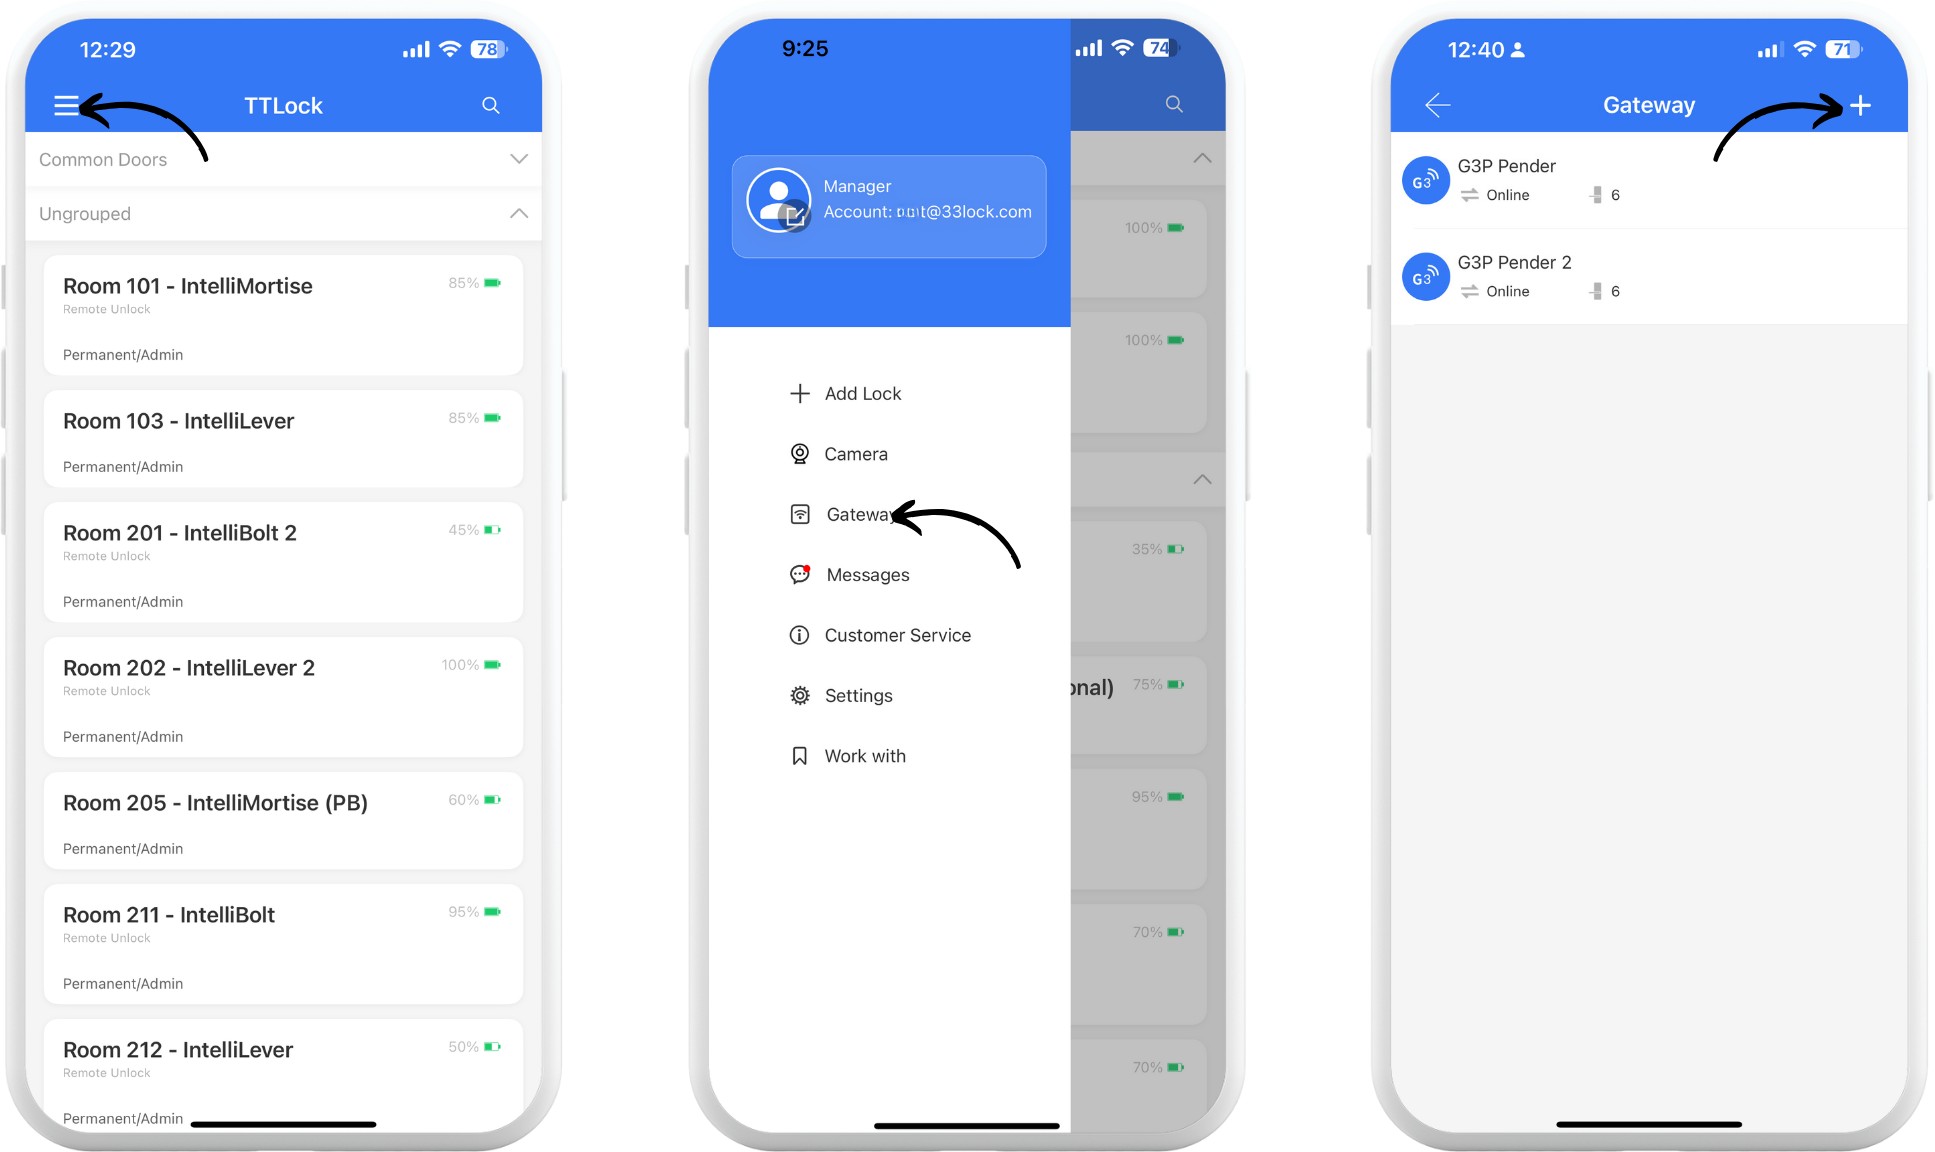 12:29
78
TTLock
Common Doors
Ungrouped
Room 101 - IntelliMortise
85%
Remote Unlock
Permanent/Admin
Room 103 - IntelliLever
85%
Permanent/Admin
Room 201 - IntelliBolt 2
45%
Remote Unlock
Permanent/Admin
Room 202 - IntelliLever 2
100%
Remote Unlock
Permanent/Admin
Room 205 - IntelliMortise (PB)
60%
Permanent/Admin
Room 211 - IntelliBolt
95%
Remote Unlock
Permanent/Admin
Room 212 - IntelliLever
50%
Remote Unlock
Permanent/Admin
9:25
74
Manager
Account: @33lock.com
Add Lock
Camera
Gateway
Messages
Customer Service
Settings
Work with
100%
100%
35%
onal)
75%
95%
70%
70%
12:40
71
Gateway
G3
G3P Pender
Online
6
G3
G3P Pender 2
Online
6